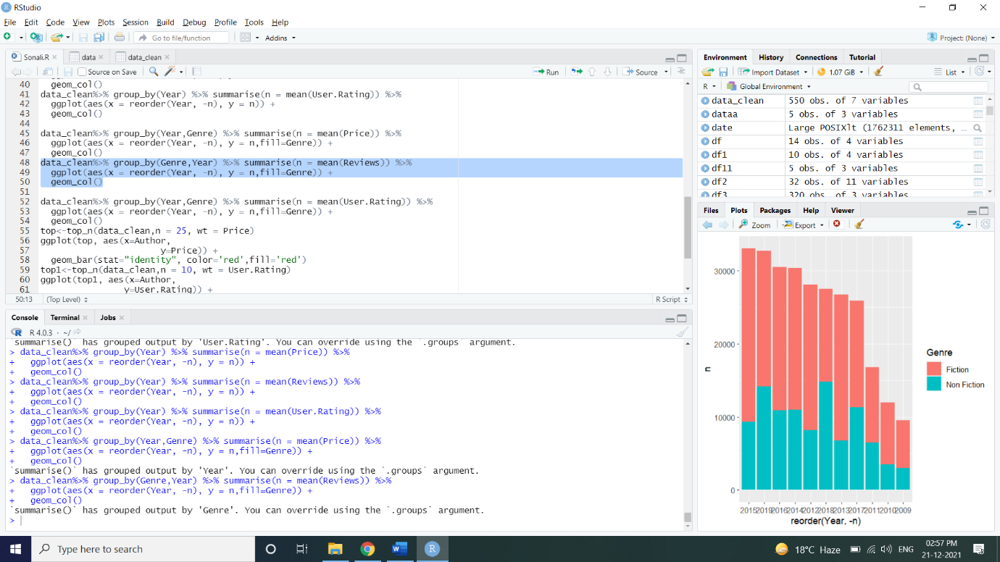 RStudio
File Edit Code View Plots Session Build Debug Profile Tools Help
Go to file/function Addins Project: (None)
Sonali.R data data_clean
Source on Save Run Source
40 geom_col()
41 data_clean%>% group_by(Year) %>% summarise(n = mean(User.Rating)) %>%
42 ggplot(aes(x = reorder(Year, -n), y = n)) +
43 geom_col()
44
45 data_clean%>% group_by(Year,Genre) %>% summarise(n = mean(Price)) %>%
46 ggplot(aes(x = reorder(Year, -n), y = n,fill=Genre)) +
47 geom_col()
48 data_clean%>% group_by(Genre,Year) %>% summarise(n = mean(Reviews)) %>%
49 ggplot(aes(x = reorder(Year, -n), y = n,fill=Genre)) +
50 geom_col()
51
52 data_clean%>% group_by(Year,Genre) %>% summarise(n = mean(User.Rating)) %>%
53 ggplot(aes(x = reorder(Year, -n), y = n,fill=Genre)) +
54 geom_col()
55 top<-top_n(data_clean,n = 25, wt = Price)
56 ggplot(top, aes(x=Author,
57 y=Price)) +
58 geom_bar(stat="identity", color='red',fill='red')
59 top1<-top_n(data_clean,n = 10, wt = User.Rating)
60 ggplot(top1, aes(x=Author,
61 y=User.Rating)) +
50:13 (Top Level) R Script
Console Terminal Jobs
R 4.0.3 · ~/
`summarise()` has grouped output by 'User.Rating'. You can override using the `.groups` argument.
> data_clean%>% group_by(Year) %>% summarise(n = mean(Price)) %>%
+ ggplot(aes(x = reorder(Year, -n), y = n)) +
+ geom_col()
> data_clean%>% group_by(Year) %>% summarise(n = mean(Reviews)) %>%
+ ggplot(aes(x = reorder(Year, -n), y = n)) +
+ geom_col()
> data_clean%>% group_by(Year) %>% summarise(n = mean(User.Rating)) %>%
+ ggplot(aes(x = reorder(Year, -n), y = n)) +
+ geom_col()
> data_clean%>% group_by(Year,Genre) %>% summarise(n = mean(Price)) %>%
+ ggplot(aes(x = reorder(Year, -n), y = n,fill=Genre)) +
+ geom_col()
`summarise()` has grouped output by 'Year'. You can override using the `.groups` argument.
> data_clean%>% group_by(Genre,Year) %>% summarise(n = mean(Reviews)) %>%
+ ggplot(aes(x = reorder(Year, -n), y = n,fill=Genre)) +
+ geom_col()
`summarise()` has grouped output by 'Genre'. You can override using the `.groups` argument.
>
Environment History Connections Tutorial
Import Dataset 1.07 GiB List
R Global Environment
data_clean 550 obs. of 7 variables
dataa 5 obs. of 3 variables
date Large POSIXlt (1762311 elements, …
df 14 obs. of 4 variables
df1 10 obs. of 4 variables
df11 5 obs. of 3 variables
df2 32 obs. of 11 variables
df3 320 obs. of 3 variables
Files Plots Packages Help Viewer
Zoom Export
30000
20000
10000
0
n
Genre
Fiction
Non Fiction
2015 2019 2016 2014 2012 2018 2013 2017 2011 2010 2009
reorder(Year, -n)
Type here to search
18°C Haze ENG 02:57 PM
21-12-2021